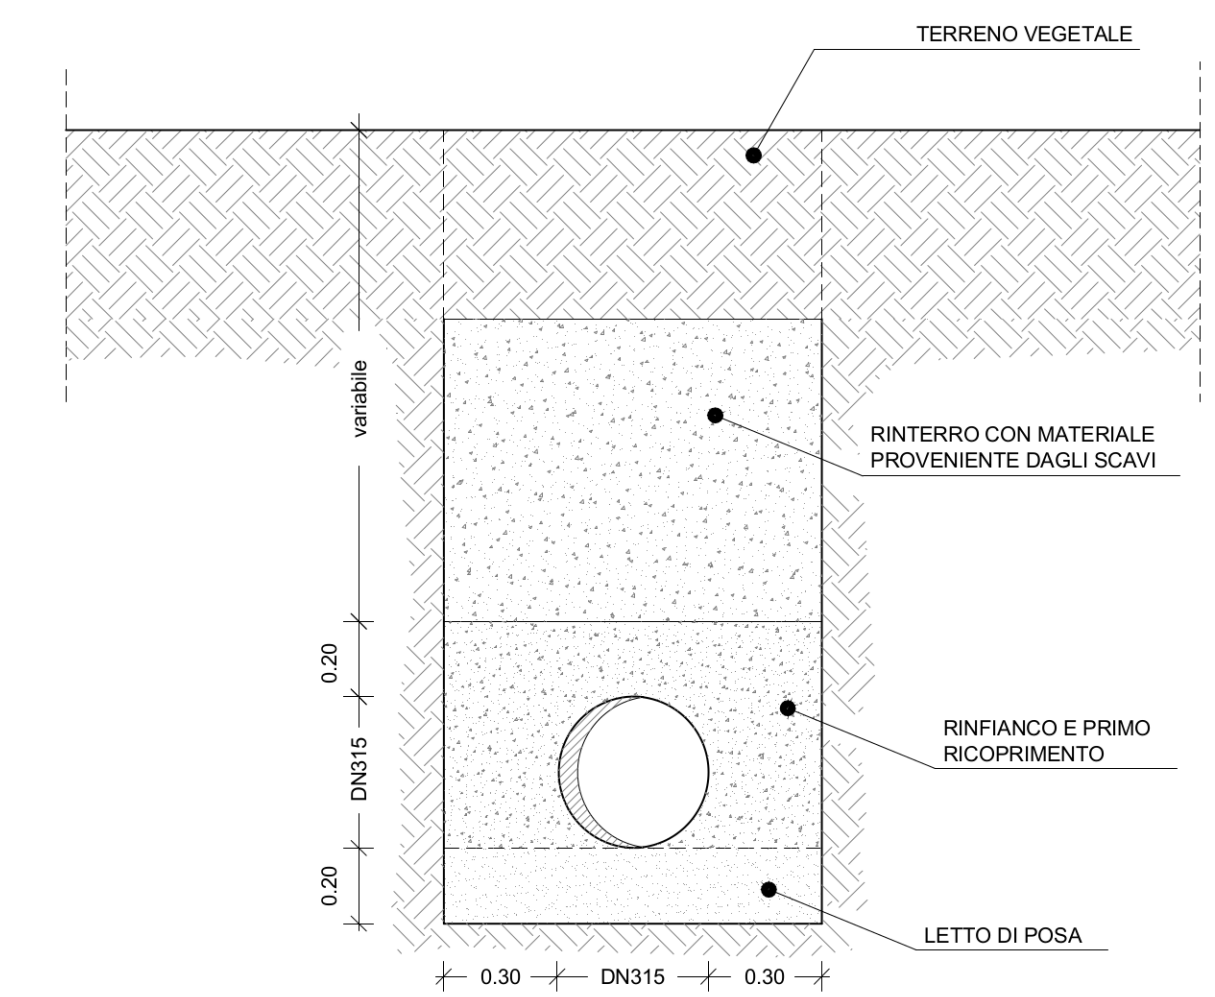 TERRENO VEGETALE
variabile
RINTERRO CON MATERIALE
PROVENIENTE DAGLI SCAVI
0.20
DN315
RINFIANCO E PRIMO
RICOPRIMENTO
0.20
LETTO DI POSA
0.30 DN315 0.30